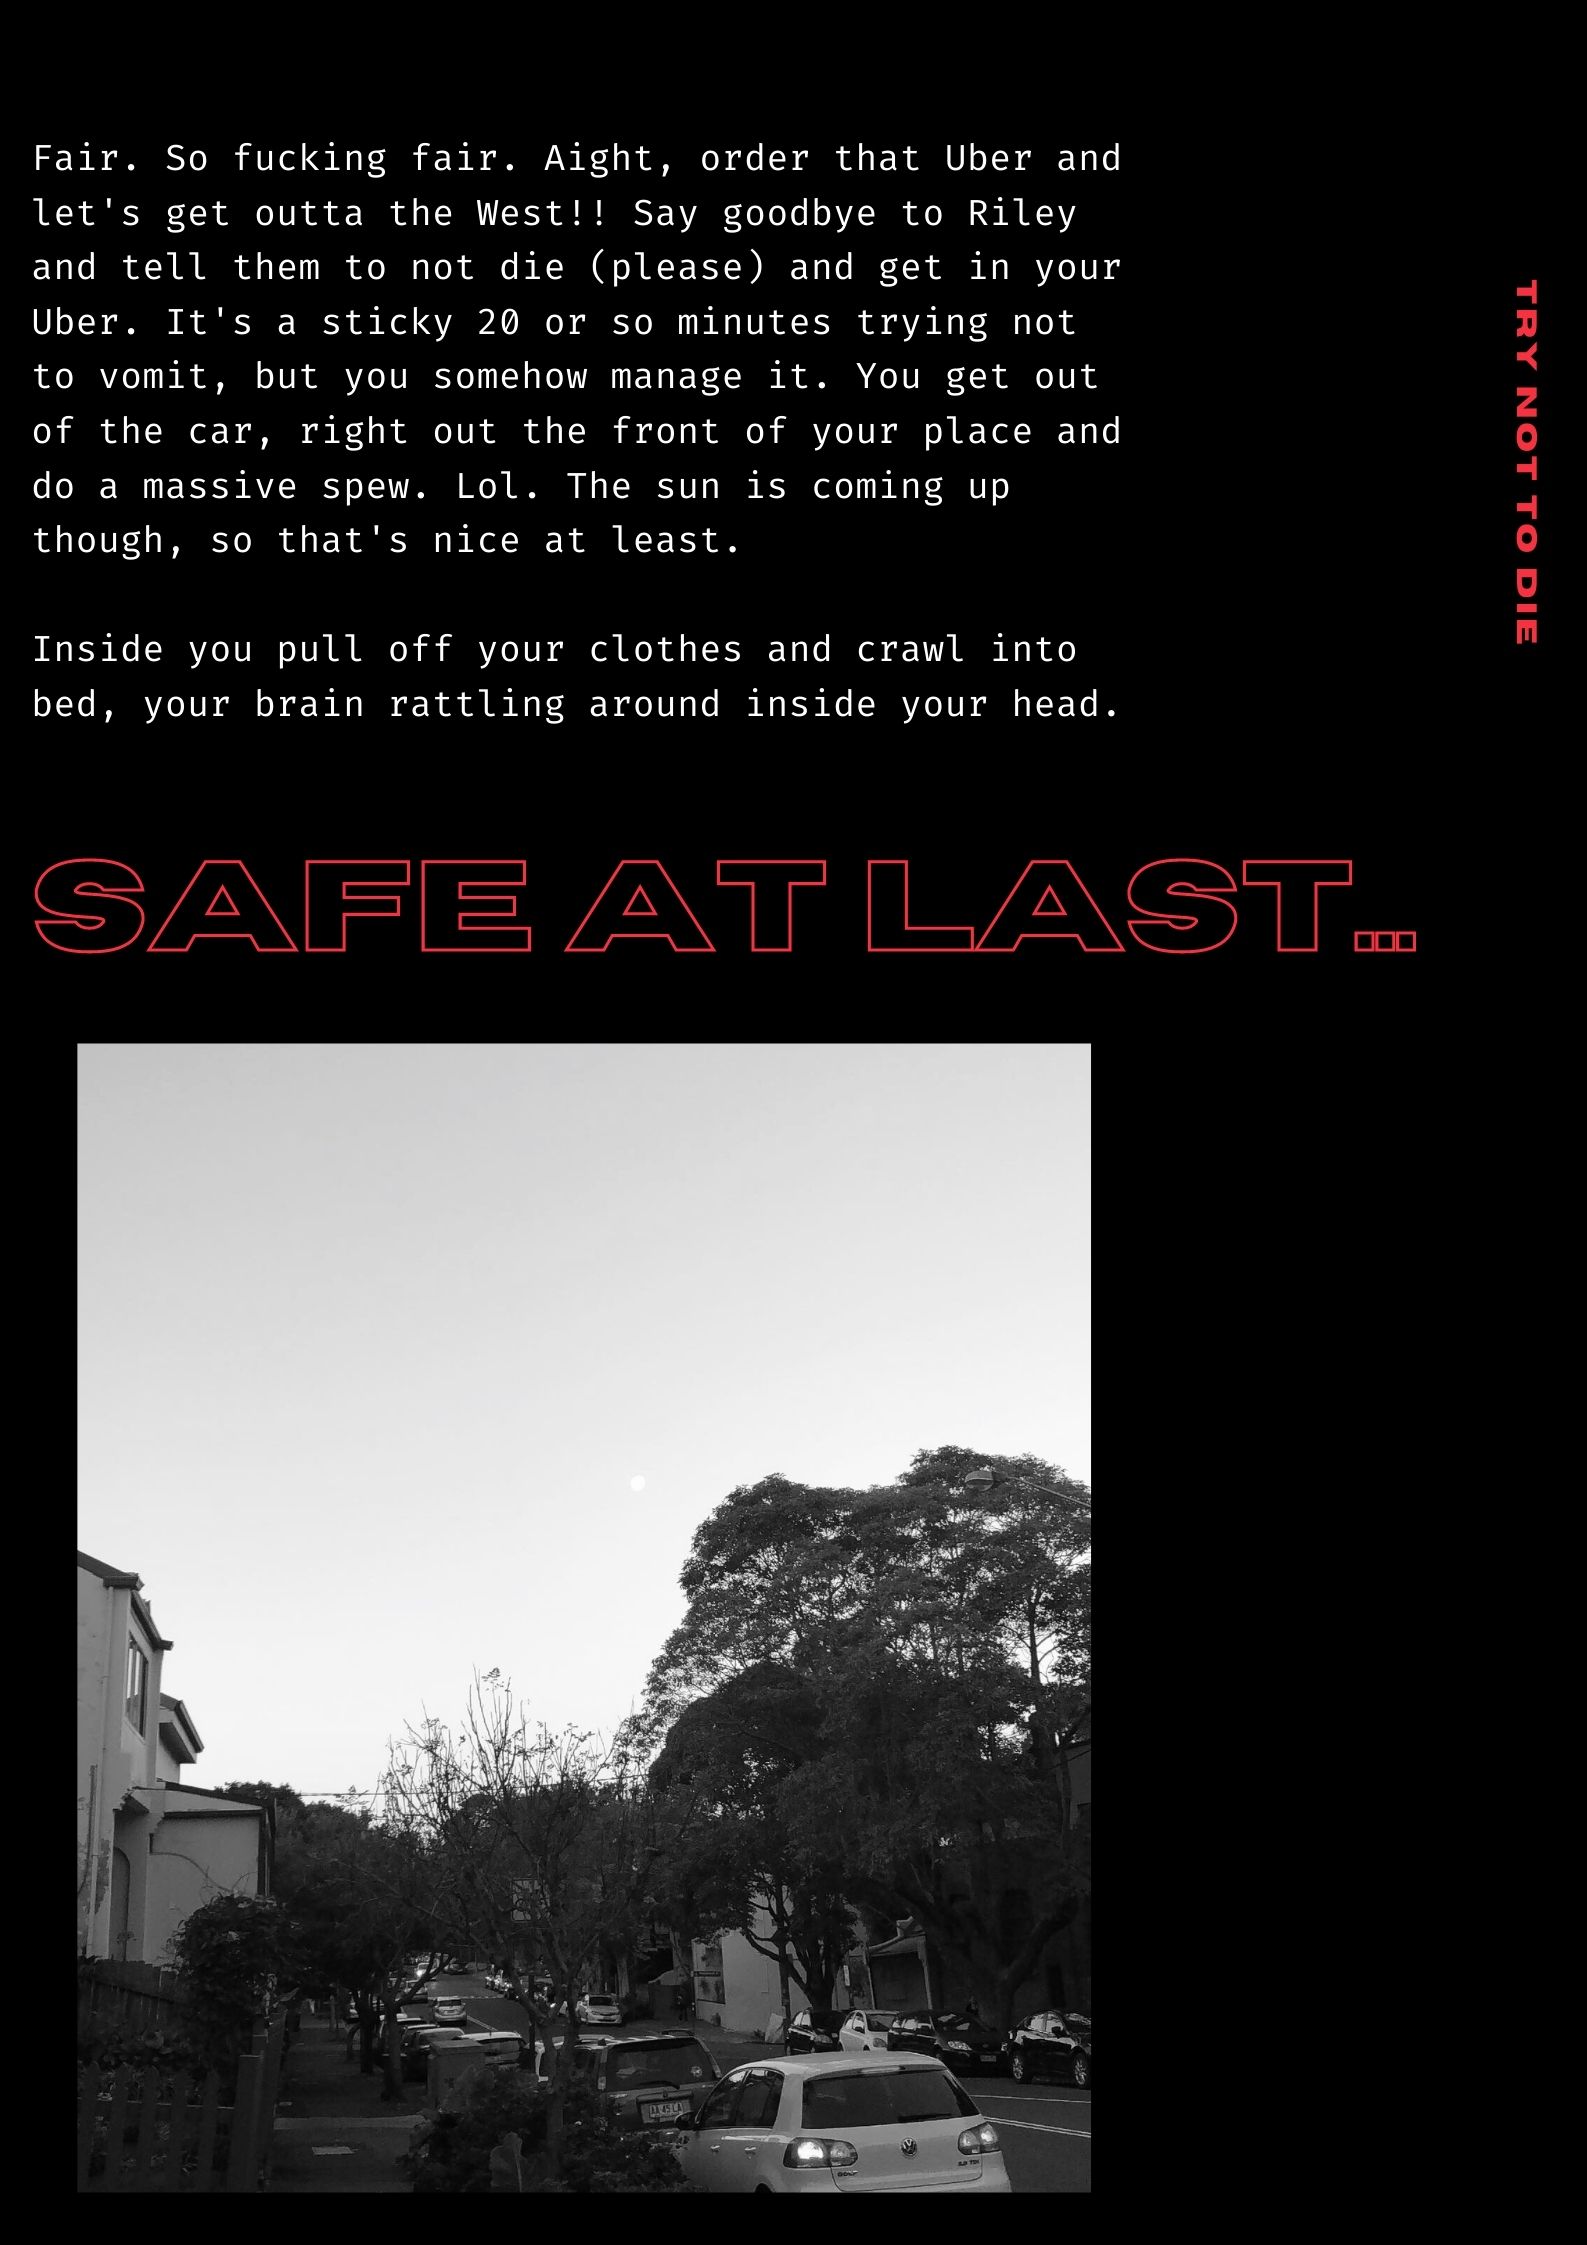 Fair. So fucking fair. Aight, order that Uber and
let's get outta the West!! Say goodbye to Riley
and tell them to not die (please) and get in your
Uber. It's a sticky 20 or so minutes trying not
to vomit, but you somehow manage it. You get out
of the car, right out the front of your place and
do a massive spew. Lol. The sun is coming up
though, so that's nice at least.
Inside you pull off your clothes and crawl into
bed, your brain rattling around inside your head.
TRY NOT TO DIE
SAFE AT LAST...